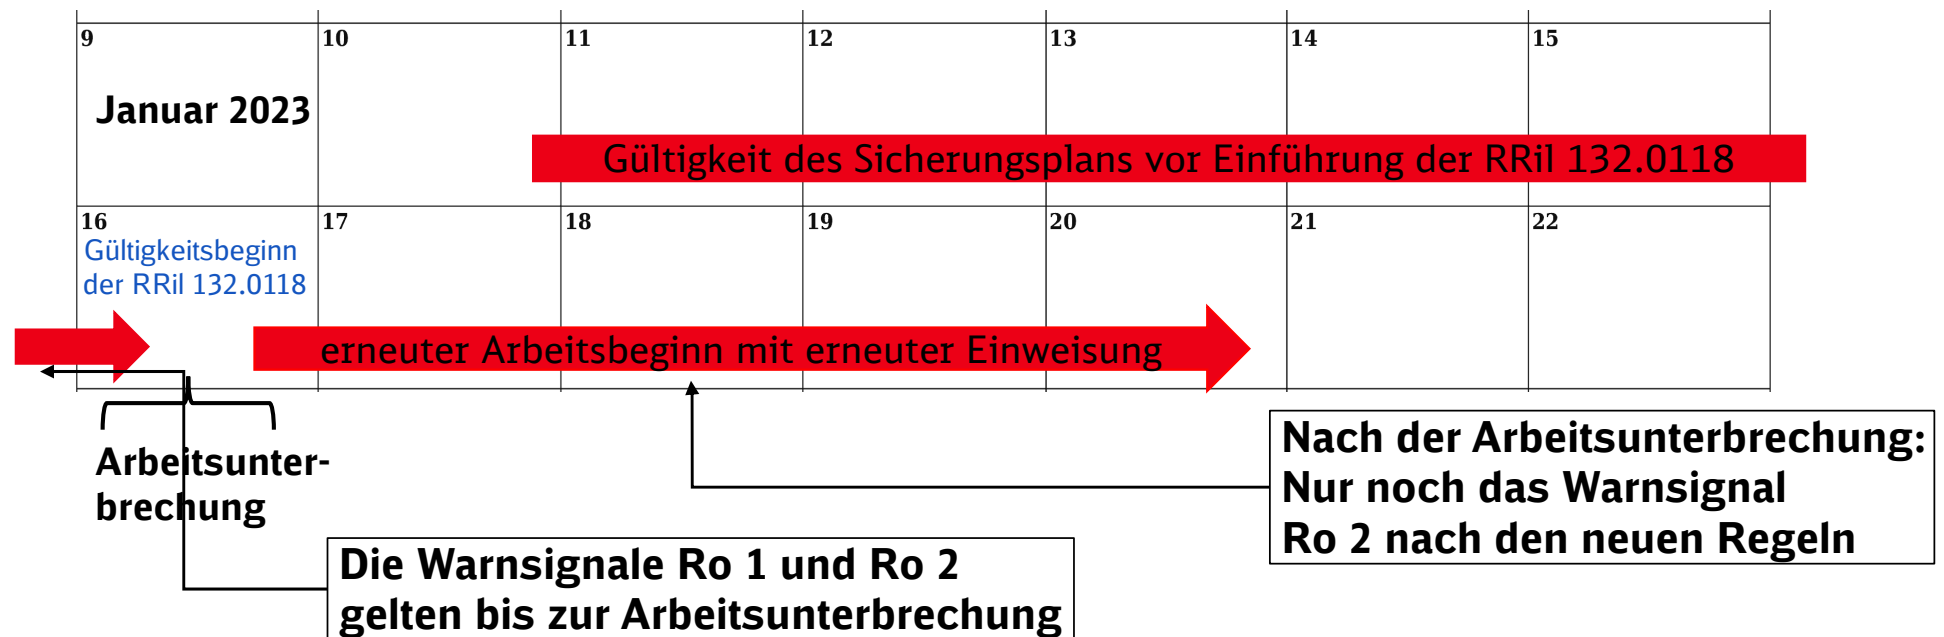 9 10 11 12 13 14 15
Januar 2023
Gültigkeit des Sicherungsplans vor Einführung der RRil 132.0118
16 17 18 19 20 21 22
Gültigkeitsbeginn
der RRil 132.0118
erneuter Arbeitsbeginn mit erneuter Einweisung
Arbeitsunter-
brechung
Nach der Arbeitsunterbrechung:
Nur noch das Warnsignal
Ro 2 nach den neuen Regeln
Die Warnsignale Ro 1 und Ro 2
gelten bis zur Arbeitsunterbrechung